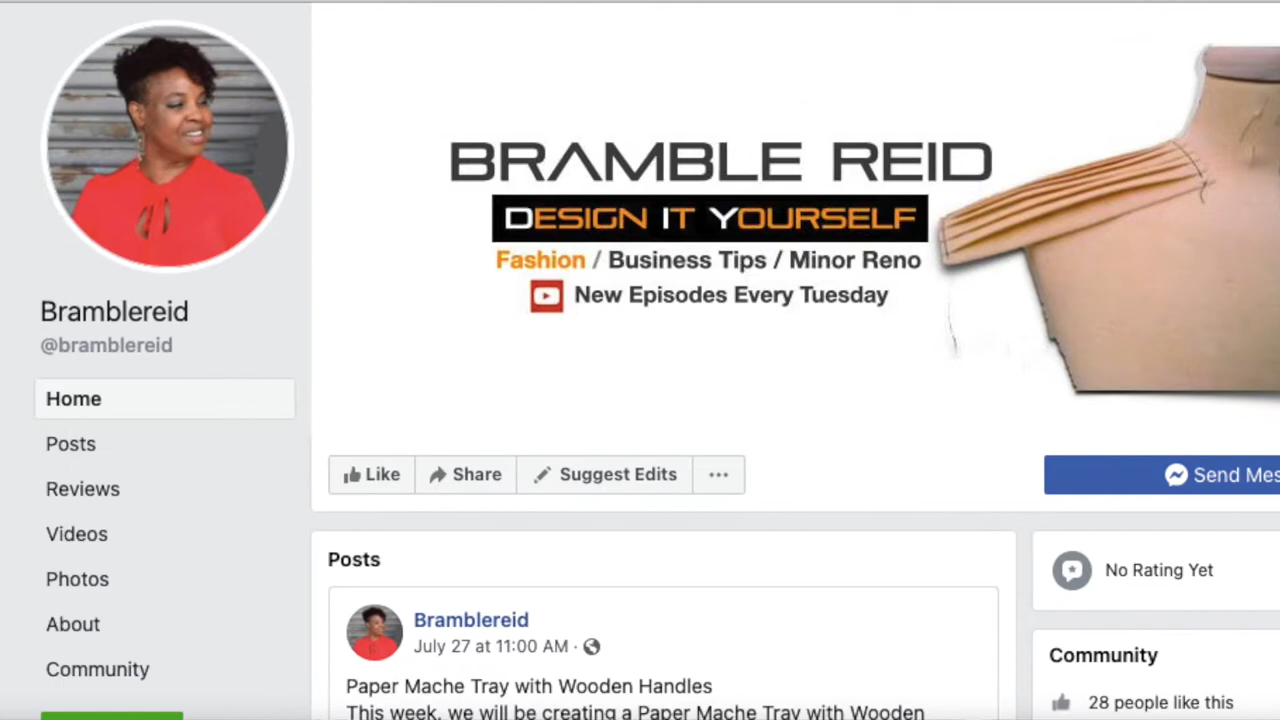 BRAMBLE REID
DESIGN IT YOURSELF
Fashion / Business Tips / Minor Reno
New Episodes Every Tuesday
Bramblereid
@bramblereid
Home
Posts
Reviews
Videos
Photos
About
Community
Like
Share
Suggest Edits
Send Mes
Posts
Bramblereid
July 27 at 11:00 AM ·
Paper Mache Tray with Wooden Handles
This week, we will be creating a Paper Mache Tray with Wooden
No Rating Yet
Community
28 people like this